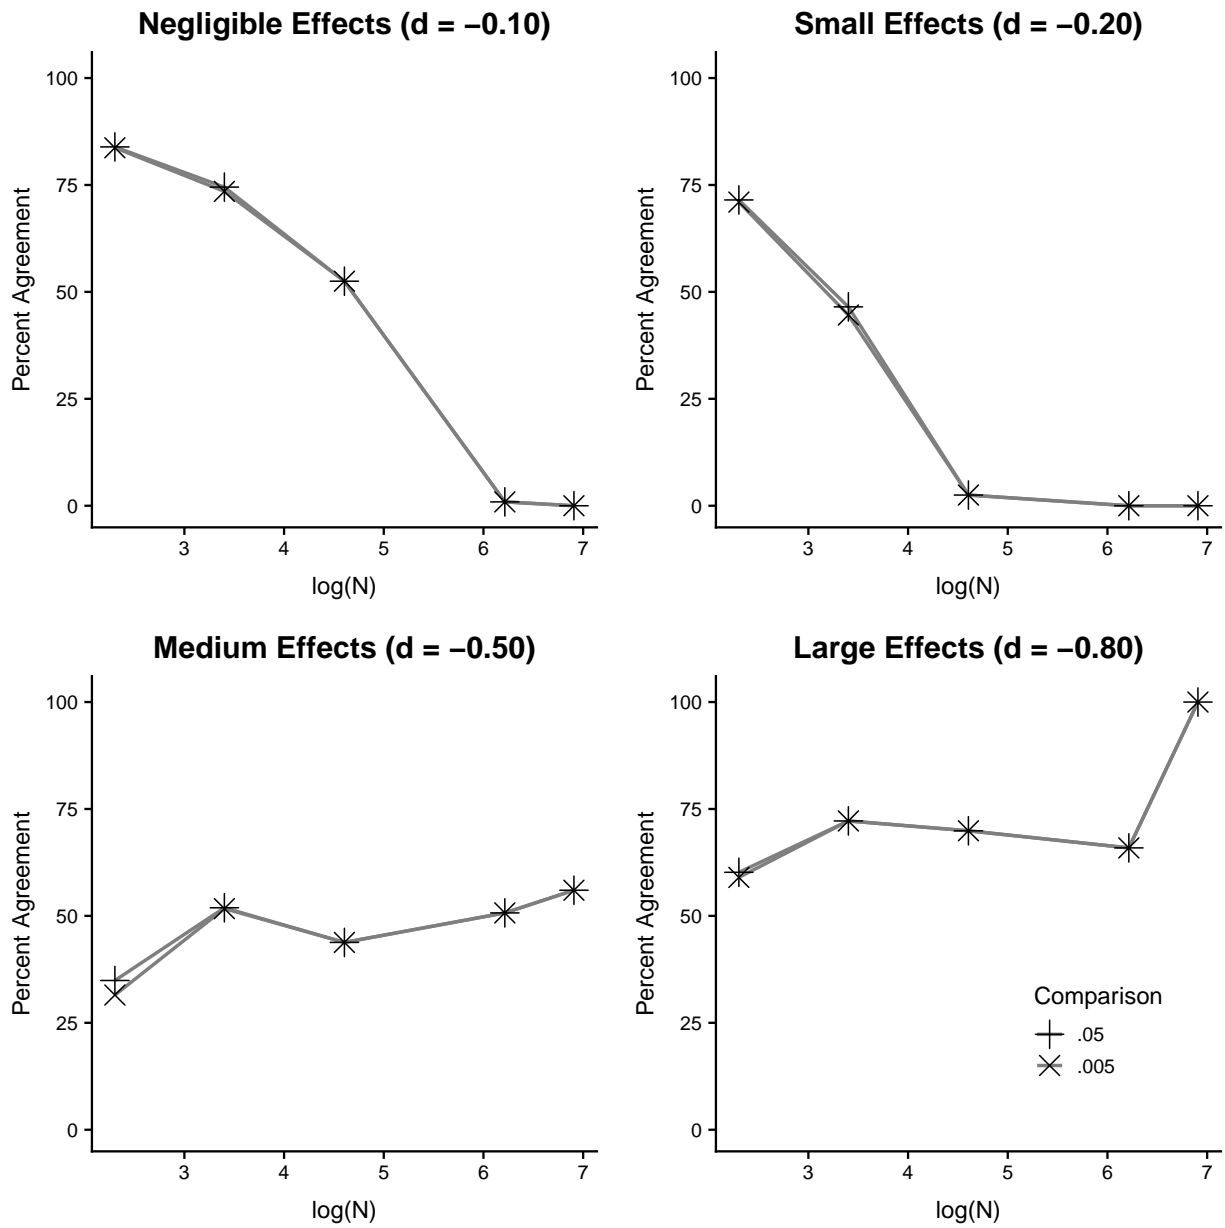 Negligible Effects (d = −0.10)
Percent Agreement
100
75
50
25
0
3 4 5 6 7
log(N)
Small Effects (d = −0.20)
Percent Agreement
100
75
50
25
0
3 4 5 6 7
log(N)
Medium Effects (d = −0.50)
Percent Agreement
100
75
50
25
0
3 4 5 6 7
log(N)
Large Effects (d = −0.80)
Percent Agreement
100
75
50
25
0
Comparison
.05
.005
3 4 5 6 7
log(N)